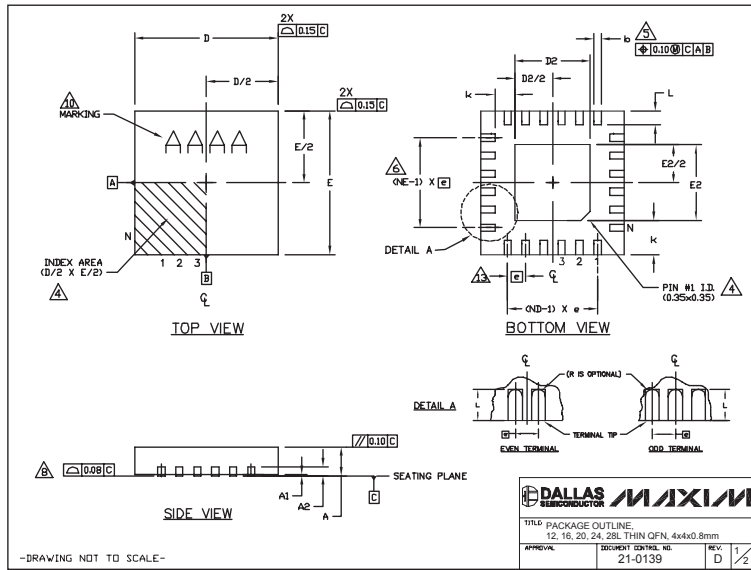 2X
D
⌓ 0.15 C
D/2
2X
⌓ 0.15 C
10
MARKING
AAAA
E/2
E
A
N
1 2 3
B
INDEX AREA
(D/2 X E/2)
4
℄
TOP VIEW
5
b
⌖ 0.10 Ⓜ C A B
D2
D2/2
k
L
6
(NE-1) X e
E2/2
E2
N
k
DETAIL A
13
e
℄
3 2 1
(ND-1) X e
PIN #1 I.D.
(0.35x0.35)
4
BOTTOM VIEW
℄
℄
(R IS OPTIONAL)
DETAIL A
L
L
e
TERMINAL TIP
e
EVEN TERMINAL
ODD TERMINAL
// 0.10 C
8
⌓ 0.08 C
SEATING PLANE
A1
A2
A
C
SIDE VIEW
DALLAS SEMICONDUCTOR MAXIM
TITLE: PACKAGE OUTLINE,
12, 16, 20, 24, 28L THIN QFN, 4x4x0.8mm
APPROVAL
DOCUMENT CONTROL NO.
21-0139
REV.
D
1/2
-DRAWING NOT TO SCALE-